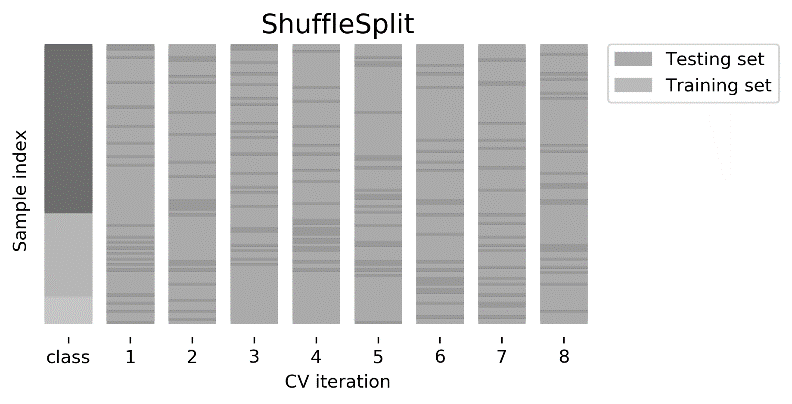 ShuffleSplit
Testing set
Training set
Sample index
class 1 2 3 4 5 6 7 8
CV iteration